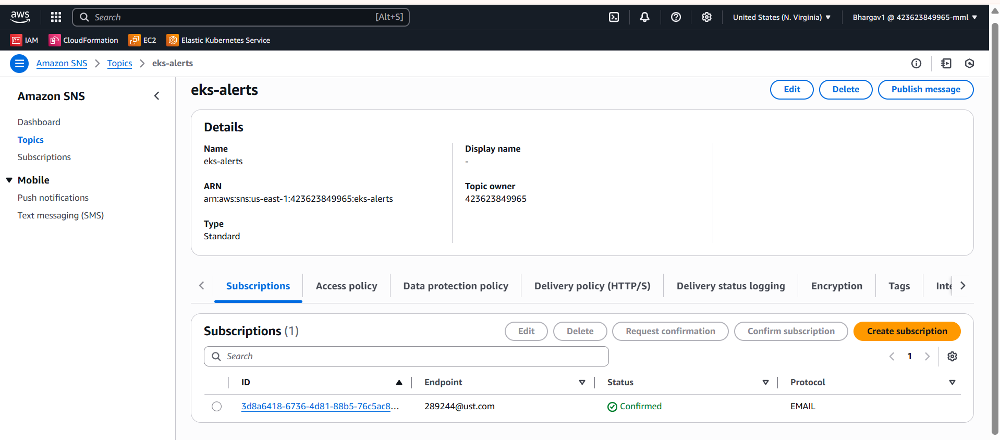 aws
Search [Alt+S]
United States (N. Virginia)
Bhargav1 @ 423623849965-mml
IAM CloudFormation EC2 Elastic Kubernetes Service
Amazon SNS Topics eks-alerts
Amazon SNS
Dashboard
Topics
Subscriptions
Mobile
Push notifications
Text messaging (SMS)
eks-alerts
Edit Delete Publish message
Details
Name
eks-alerts
ARN
arn:aws:sns:us-east-1:423623849965:eks-alerts
Type
Standard
Display name
-
Topic owner
423623849965
Subscriptions Access policy Data protection policy Delivery policy (HTTP/S) Delivery status logging Encryption Tags Inte
Subscriptions (1)
Edit Delete Request confirmation Confirm subscription Create subscription
Search
1
ID Endpoint Status Protocol
3d8a6418-6736-4d81-88b5-76c5ac8... 289244@ust.com Confirmed EMAIL